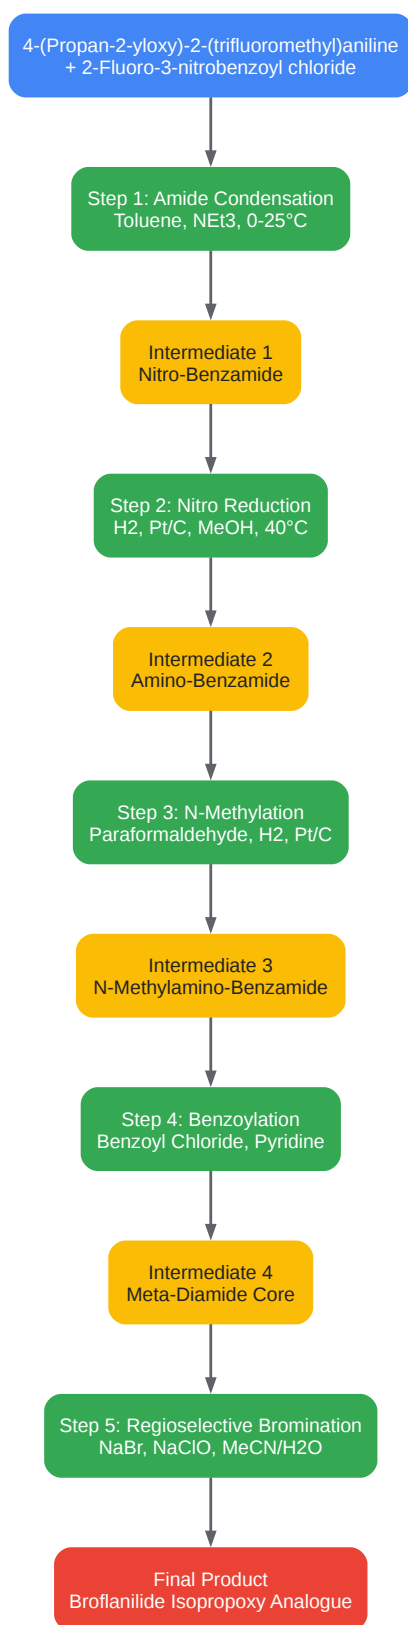 4-(Propan-2-yloxy)-2-(trifluoromethyl)aniline
+ 2-Fluoro-3-nitrobenzoyl chloride
Step 1: Amide Condensation
Toluene, NEt3, 0-25°C
Intermediate 1
Nitro-Benzamide
Step 2: Nitro Reduction
H2, Pt/C, MeOH, 40°C
Intermediate 2
Amino-Benzamide
Step 3: N-Methylation
Paraformaldehyde, H2, Pt/C
Intermediate 3
N-Methylamino-Benzamide
Step 4: Benzoylation
Benzoyl Chloride, Pyridine
Intermediate 4
Meta-Diamide Core
Step 5: Regioselective Bromination
NaBr, NaClO, MeCN/H2O
Final Product
Broflanilide Isopropoxy Analogue